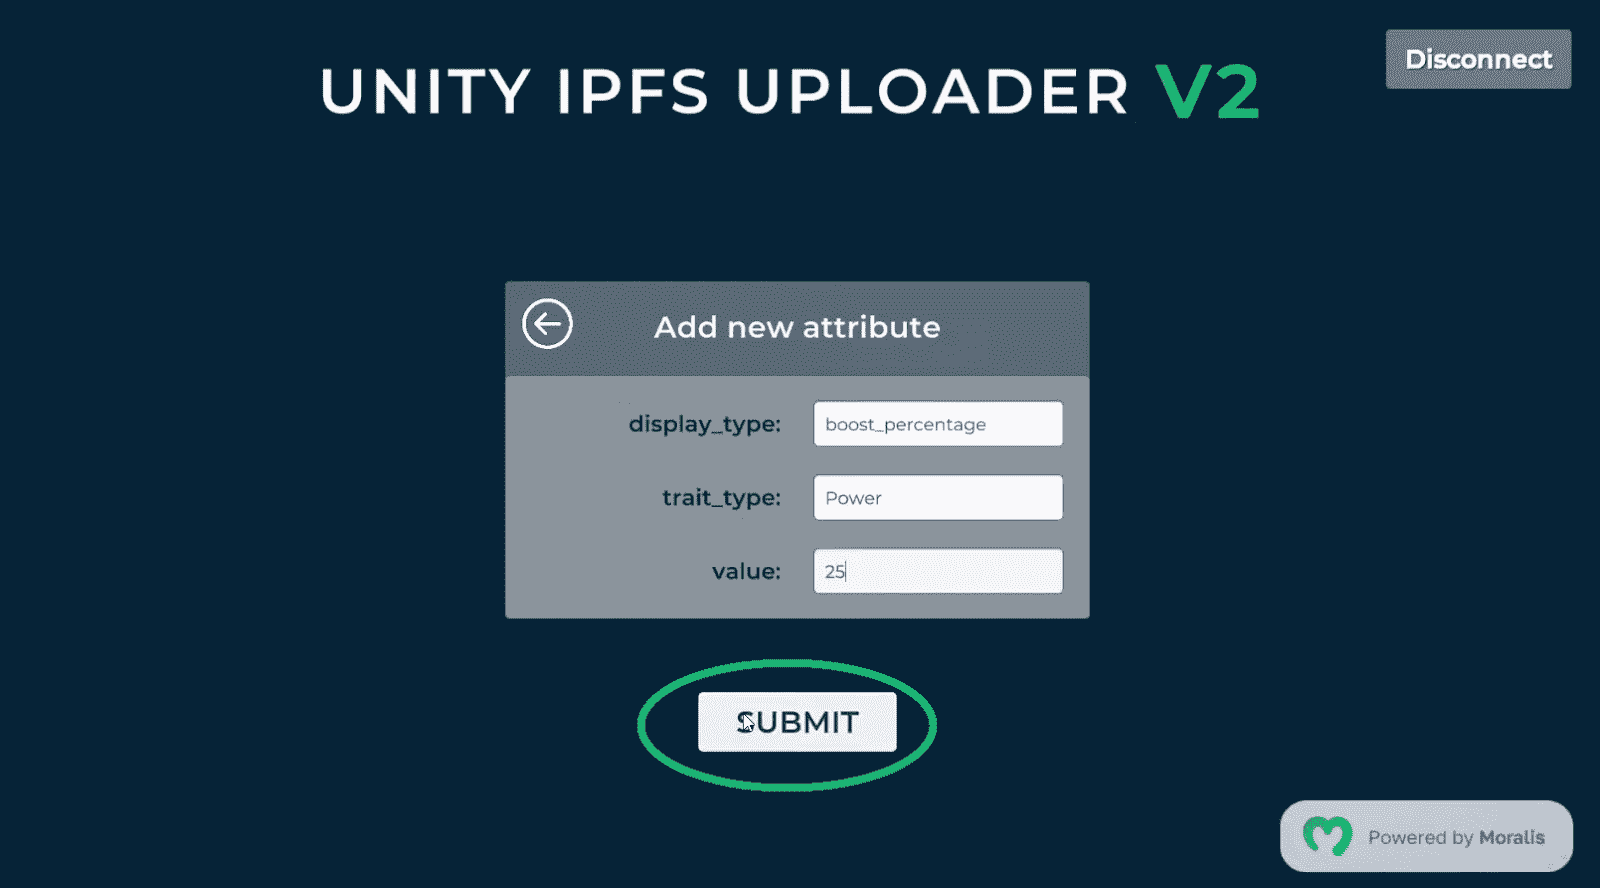 Disconnect
UNITY IPFS UPLOADER V2
Add new attribute
display_type: boost_percentage
trait_type: Power
value: 25
SUBMIT
Powered by Moralis